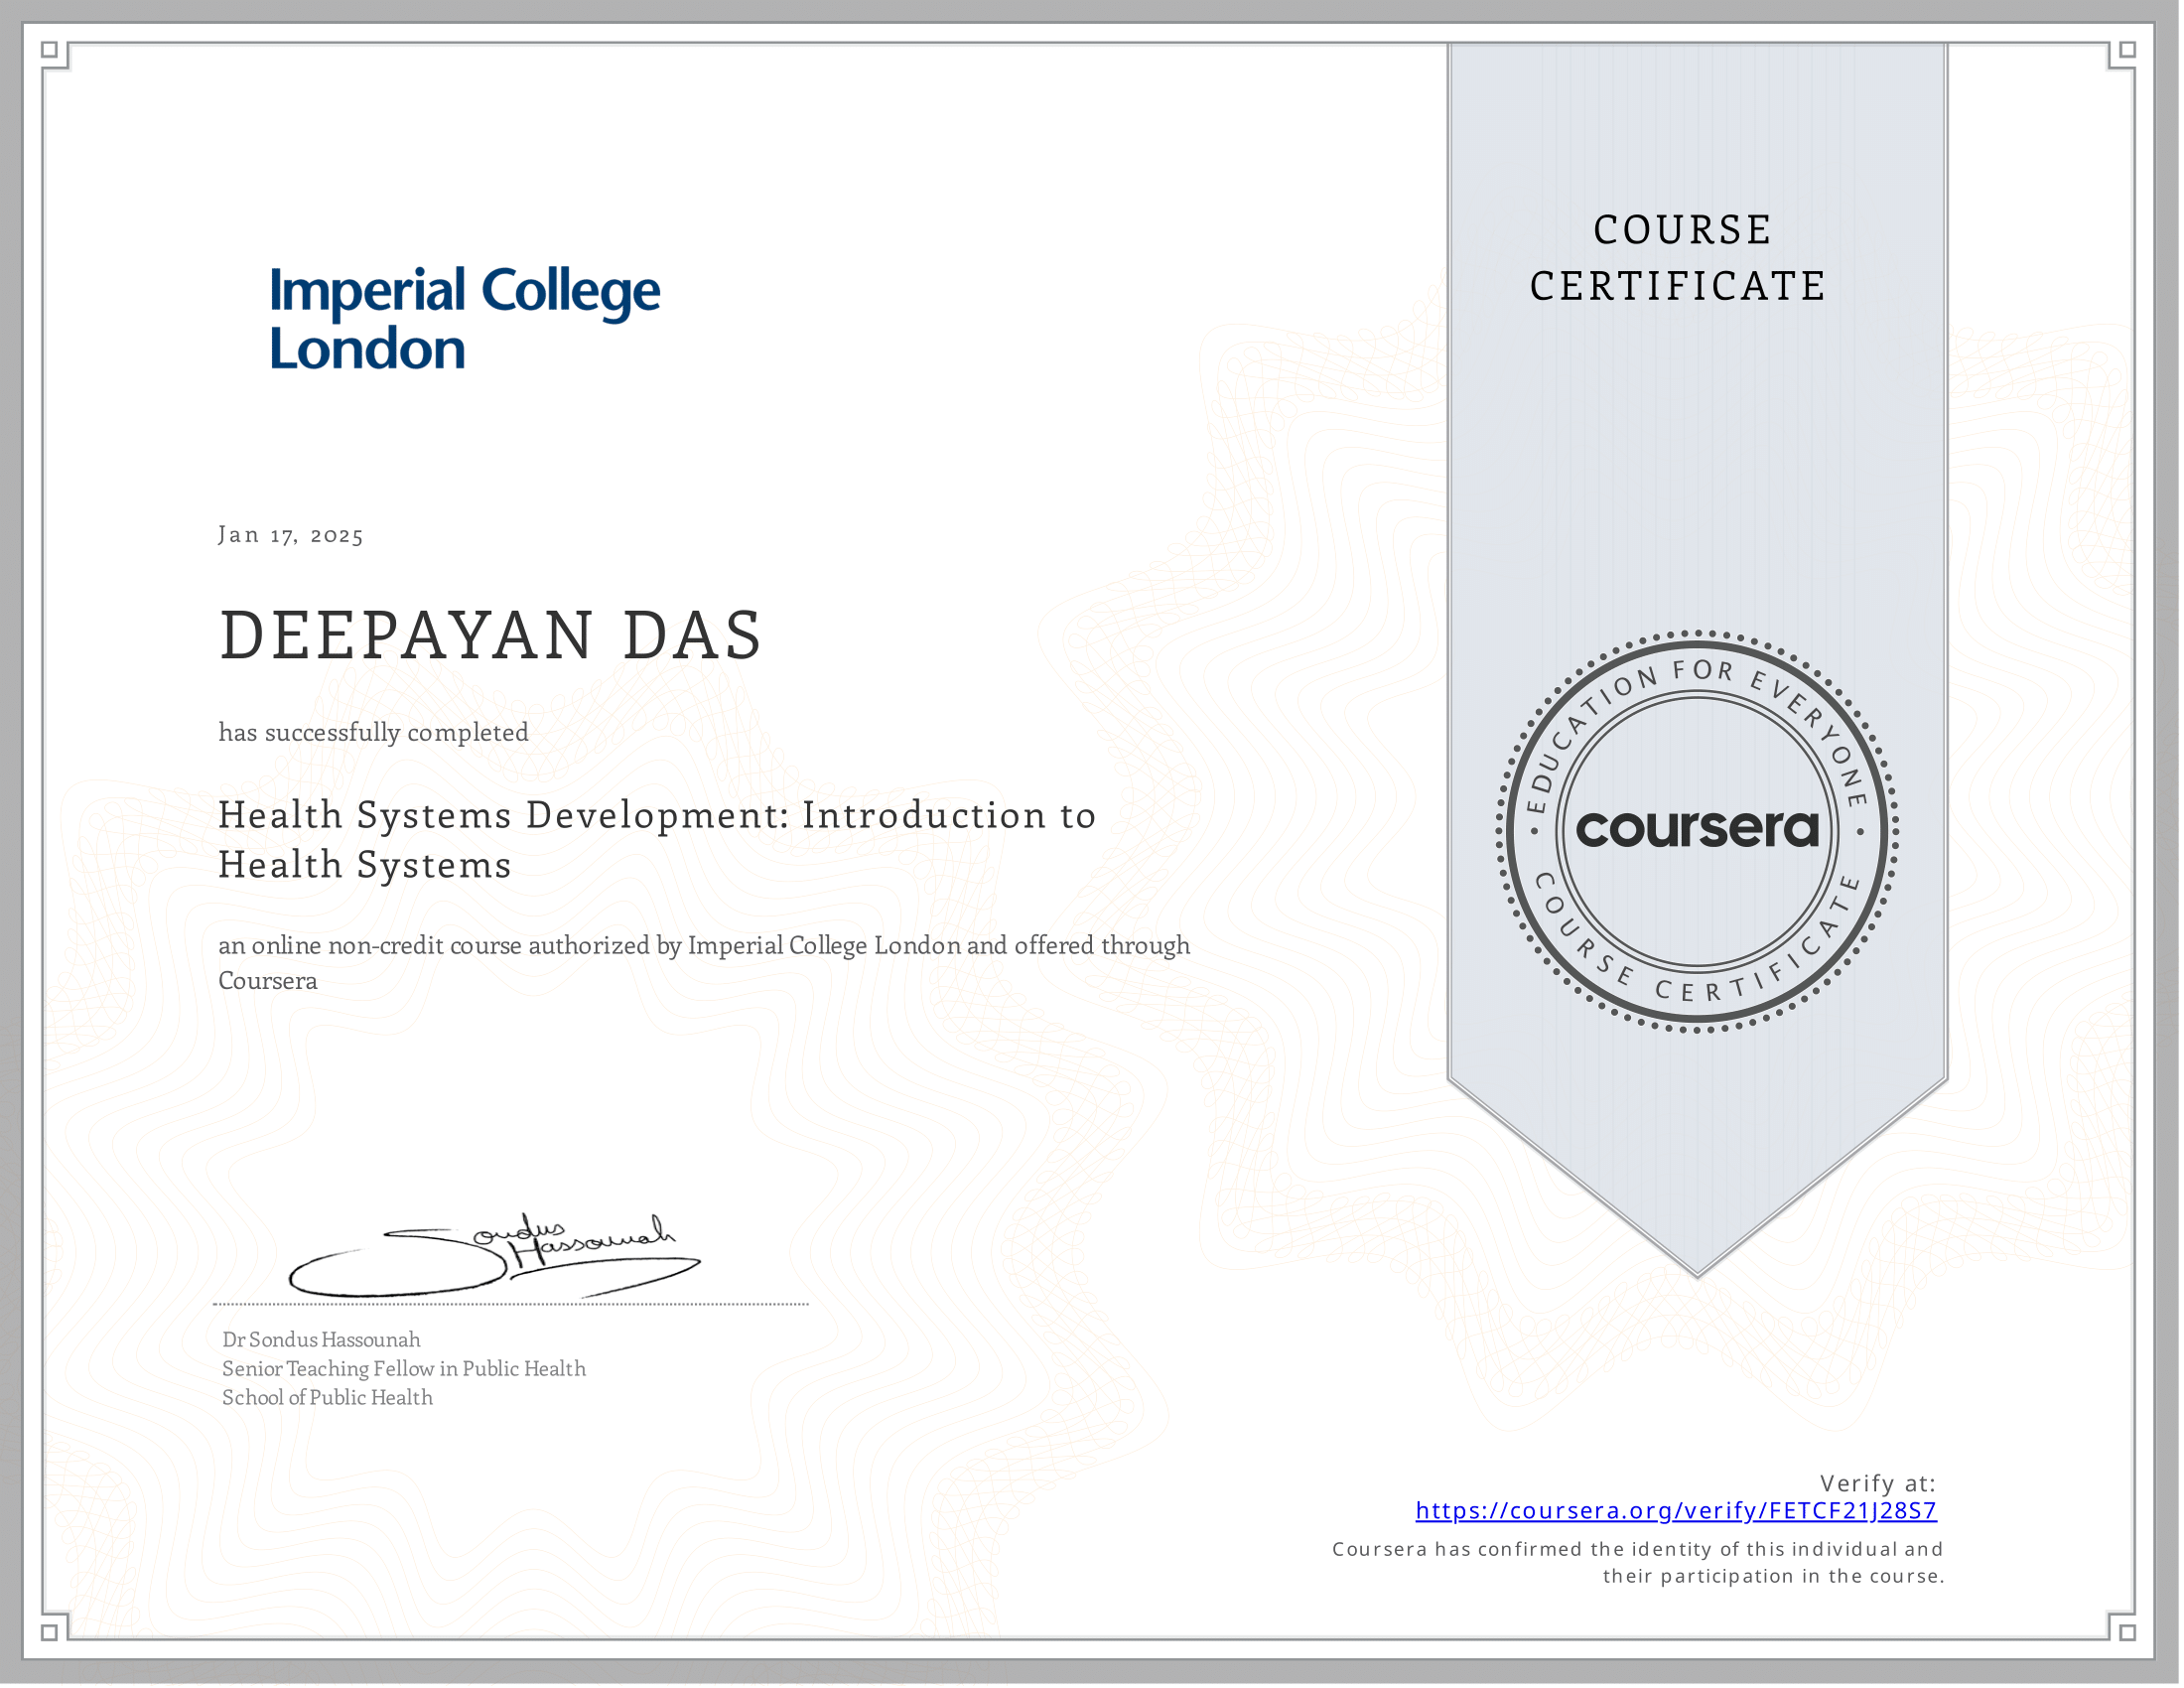 Imperial College
London
COURSE
CERTIFICATE
Jan 17, 2025
DEEPAYAN DAS
has successfully completed
Health Systems Development: Introduction to
Health Systems
an online non-credit course authorized by Imperial College London and offered through
Coursera
EDUCATION FOR EVERYONE
coursera
COURSE CERTIFICATE
Sondus
Hassounah
Dr Sondus Hassounah
Senior Teaching Fellow in Public Health
School of Public Health
Verify at:
https://coursera.org/verify/FETCF21J28S7
Coursera has confirmed the identity of this individual and
their participation in the course.